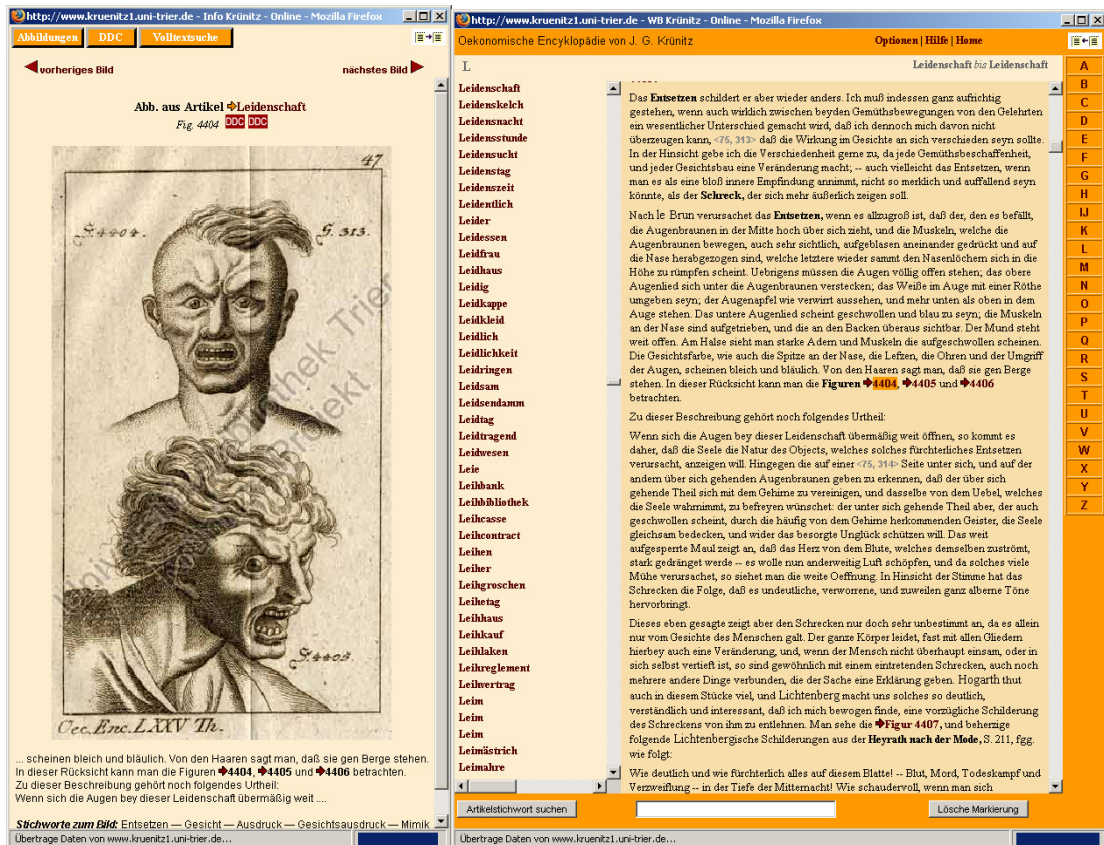 http://www.kruenitz1.uni-trier.de - Info Krünitz - Online - Mozilla Firefox
Abbildungen DDC Volltextsuche
vorheriges Bild nächstes Bild
Abb. aus Artikel Leidenschaft
Fig. 4404 DDC DDC
47
F. 4404. S. 313.
F. 4405.
Oec. Enc. LXXV Th.
... scheinen bleich und bläulich. Von den Haaren sagt man, daß sie gen Berge stehen.
In dieser Rücksicht kann man die Figuren 4404, 4405 und 4406 betrachten.
Zu dieser Beschreibung gehört noch folgendes Urtheil:
Wenn sich die Augen bey dieser Leidenschaft übermäßig weit ....
Stichworte zum Bild: Entsetzen — Gesicht — Ausdruck — Gesichtsausdruck — Mimik
Übertrage Daten von www.kruenitz1.uni-trier.de...
http://www.kruenitz1.uni-trier.de - WB Krünitz - Online - Mozilla Firefox
Oekonomische Encyklopädie von J. G. Krünitz Optionen | Hilfe | Home
L Leidenschaft bis Leidenschaft
Leidenschaft
Leidenskelch
Leidensnacht
Leidensstunde
Leidensucht
Leidenstag
Leidenszeit
Leidentlich
Leider
Leidessen
Leidfrau
Leidhaus
Leidig
Leidkappe
Leidkleid
Leidlich
Leidlichkeit
Leidringen
Leidsam
Leidsendamm
Leidtag
Leidtragend
Leidwesen
Leie
Leihbank
Leihbibliothek
Leihcasse
Leihcontract
Leihen
Leiher
Leihgroschen
Leihetag
Leihhaus
Leihkauf
Leihlaken
Leihreglement
Leihvertrag
Leim
Leim
Leim
Leimästrich
Leimahre
Das Entsetzen schildert er aber wieder anders. Ich muß indessen ganz aufrichtig
gestehen, wenn auch wirklich zwischen beyden Gemüthsbewegungen von den Gelehrten
ein wesentlicher Unterschied gemacht wird, daß ich dennoch mich davon nicht
überzeugen kann, <75, 313> daß die Wirkung im Gesichte an sich verschieden seyn sollte.
In der Hinsicht gebe ich die Verschiedenheit gerne zu, da jede Gemüthsbeschaffenheit,
und jeder Gesichtsbau eine Veränderung macht; -- auch vielleicht das Entsetzen, wenn
man es als eine bloß innere Empfindung annimmt, nicht so merklich und auffallend seyn
könnte, als der Schreck, der sich mehr äußerlich zeigen soll.
Nach le Brun verursachet das Entsetzen, wenn es allzugroß ist, daß der, den es befällt,
die Augenbraunen in der Mitte hoch über sich zieht, und die Muskeln, welche die
Augenbraunen bewegen, auch sehr sichtlich, aufgeblasen aneinander gedrückt und auf
die Nase herabgezogen sind, welche letztere wieder sammt den Nasenlöchern sich in die
Höhe zu rümpfen scheint. Uebrigens müssen die Augen völlig offen stehen; das obere
Augenlied sich unter die Augenbraunen verstecken; das Weiße im Auge mit einer Röthe
umgeben seyn; der Augenapfel wie verwirrt aussehen, und mehr unten als oben in dem
Auge stehen. Das untere Augenlied scheint geschwollen und blau zu seyn; die Muskeln
an der Nase sind aufgetrieben, und die an den Backen überaus sichtbar. Der Mund steht
weit offen. Am Halse sieht man starke Adern und Muskeln die aufgeschwollen scheinen.
Die Gesichtsfarbe, wie auch die Spitze an der Nase, die Lefzen, die Ohren und der Umgriff
der Augen, scheinen bleich und bläulich. Von den Haaren sagt man, daß sie gen Berge
stehen. In dieser Rücksicht kann man die Figuren 4404, 4405 und 4406
betrachten.
Zu dieser Beschreibung gehört noch folgendes Urtheil:
Wenn sich die Augen bey dieser Leidenschaft übermäßig weit öffnen, so kommt es
daher, daß die Seele die Natur des Objects, welches solches fürchterliches Entsetzen
verursacht, anzeigen will. Hingegen die auf einer <75, 314> Seite unter sich, und auf der
andern über sich gehenden Augenbraunen geben zu erkennen, daß der über sich
gehende Theil sich mit dem Gehirne zu vereinigen, und dasselbe von dem Uebel, welches
die Seele wahrnimmt, zu befreyen wünschet: der unter sich gehende Theil aber, der auch
geschwollen scheint, durch die häufig von dem Gehirne herkommenden Geister, die Seele
gleichsam bedecken, und wider das besorgte Unglück schützen will. Das weit
aufgesperrte Maul zeigt an, daß das Herz von dem Blute, welches demselben zuströmt,
stark gedränget werde -- es wolle nun anderweitig Luft schöpfen, und da solches viele
Mühe verursachet, so siehet man die weite Oeffnung. In Hinsicht der Stimme hat das
Schrecken die Folge, daß es undeutliche, verworrene, und zuweilen ganz alberne Töne
hervorbringt.
Dieses eben gesagte zeigt aber den Schrecken nur doch sehr unbestimmt an, da es allein
nur vom Gesichte des Menschen galt. Der ganze Körper leidet, fast mit allen Gliedern
hierbey auch eine Veränderung, und, wenn der Mensch nicht überhaupt einsam, oder in
sich selbst vertieft ist, so sind gewöhnlich mit einem eintretenden Schrecken, auch noch
mehrere andere Dinge verbunden, die der Sache eine Erklärung geben. Hogarth thut
auch in diesem Stücke viel, und Lichtenberg macht uns solches so deutlich,
verständlich und interessant, daß ich mich bewogen finde, eine vorzügliche Schilderung
des Schreckens von ihm zu entlehnen. Man sehe die Figur 4407, und beherzige
folgende Lichtenbergische Schilderungen aus der Heyrath nach der Mode, S. 211, fgg.
wie folgt:
Wie deutlich und wie fürchterlich alles auf diesem Blatte! -- Blut, Mord, Todeskampf und
Verzweiflung -- in der Tiefe der Mitternacht! Wie schaudervoll, wenn man sich
A
B
C
D
E
F
G
H
IJ
K
L
M
N
O
P
Q
R
S
T
U
V
W
X
Y
Z
Artikelstichwort suchen Lösche Markierung
Übertrage Daten von www.kruenitz1.uni-trier.de...